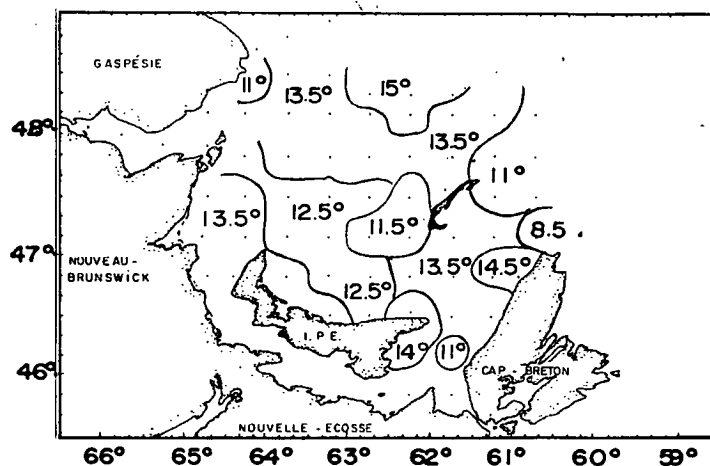 GASPÉSIE
11°
13.5°
15°
48°
13.5°
11°
13.5°
12.5°
11.5°
8.5
47°
NOUVEAU-
BRUNSWICK
13.5°
14.5°
12.5°
I.P.E.
14°
11°
46°
CAP-BRETON
NOUVELLE-ECOSSE
66° 65° 64° 63° 62° 61° 60° 59°